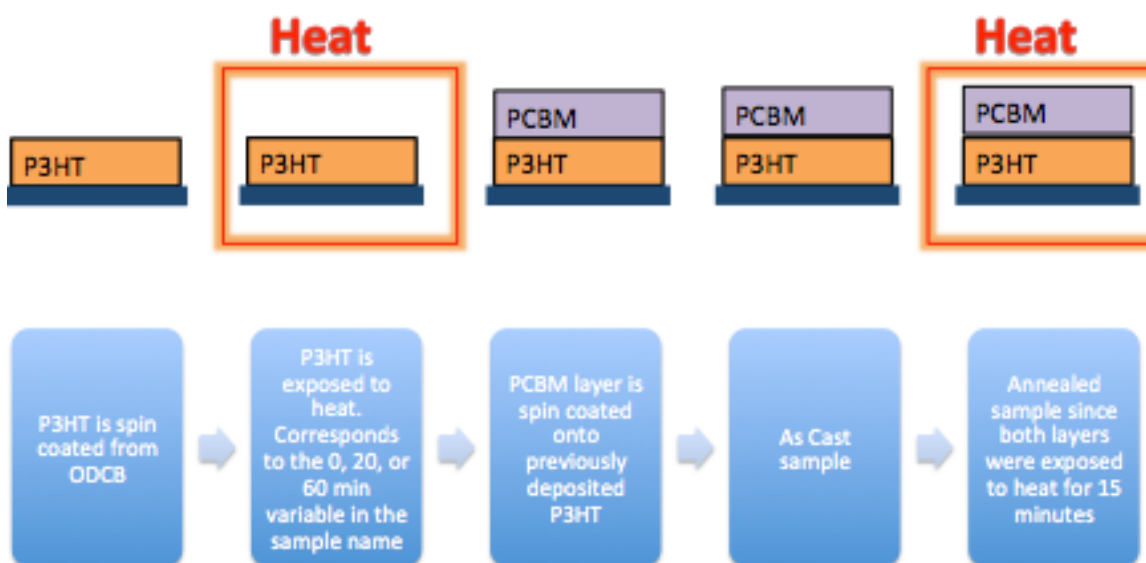 Heat
Heat
P3HT
P3HT
PCBM
P3HT
PCBM
P3HT
PCBM
P3HT
P3HT is spin
coated from
ODCB
P3HT is
exposed to
heat.
Corresponds
to the 0, 20, or
60 min
variable in the
sample name
PCBM layer is
spin coated
onto
previously
deposited
P3HT
As Cast
sample
Annealed
sample since
both layers
were exposed
to heat for 15
minutes